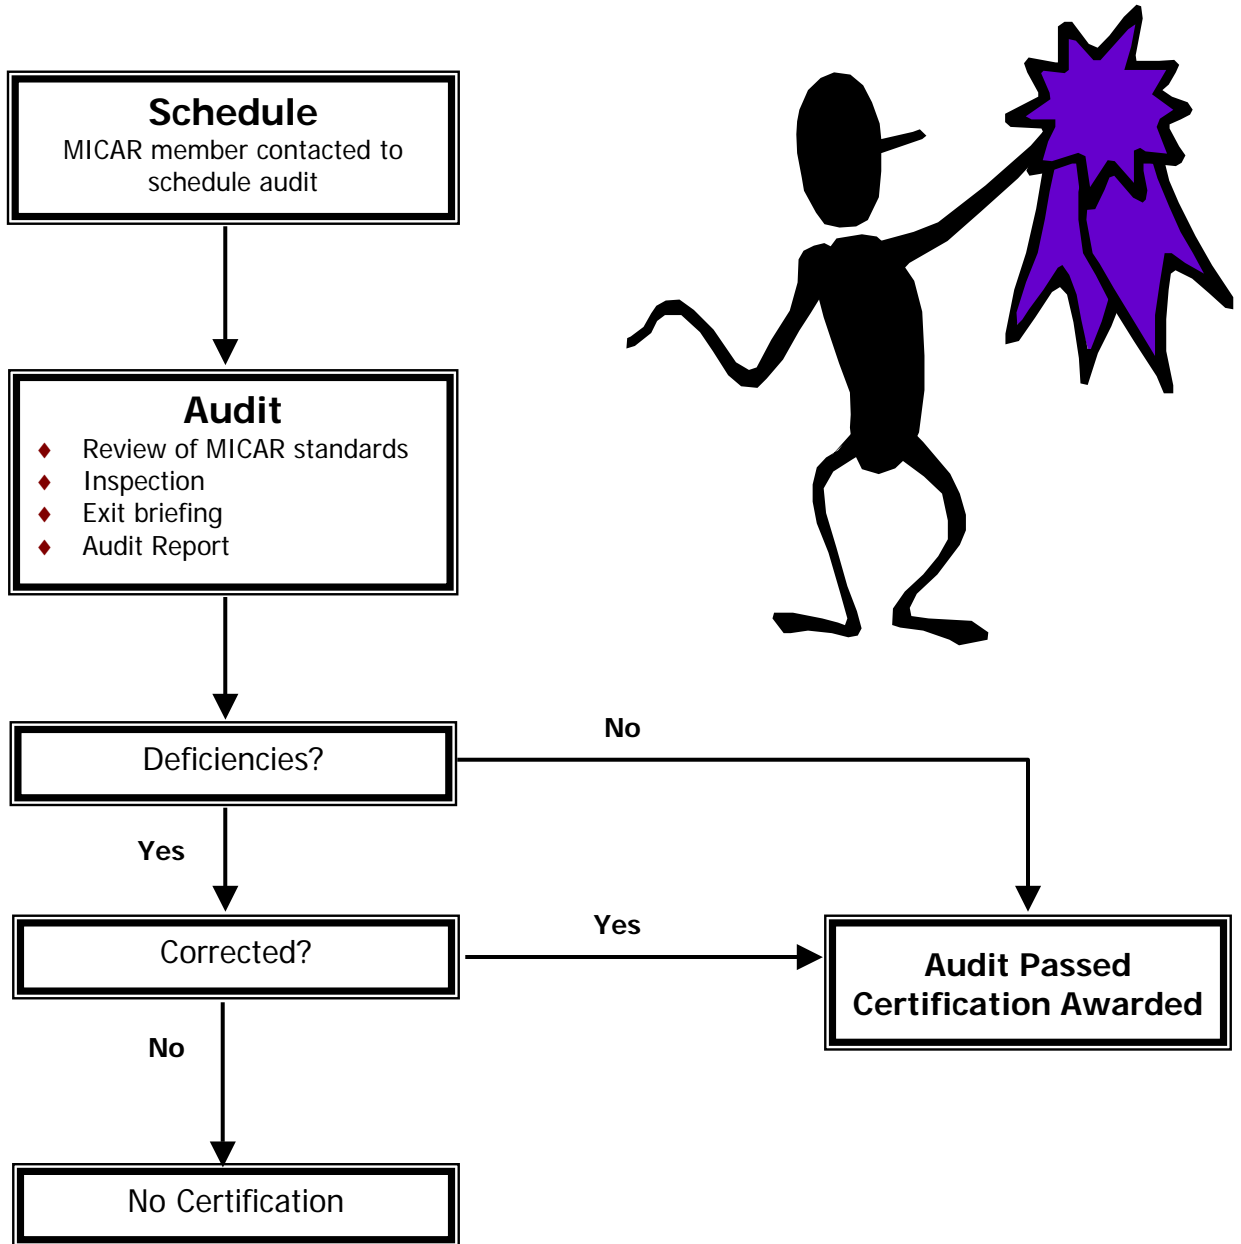 Schedule
MICAR member contacted to
schedule audit
Audit
♦ Review of MICAR standards
♦ Inspection
♦ Exit briefing
♦ Audit Report
No
Deficiencies?
Yes
Yes
Corrected?
Audit Passed
Certification Awarded
No
No Certification